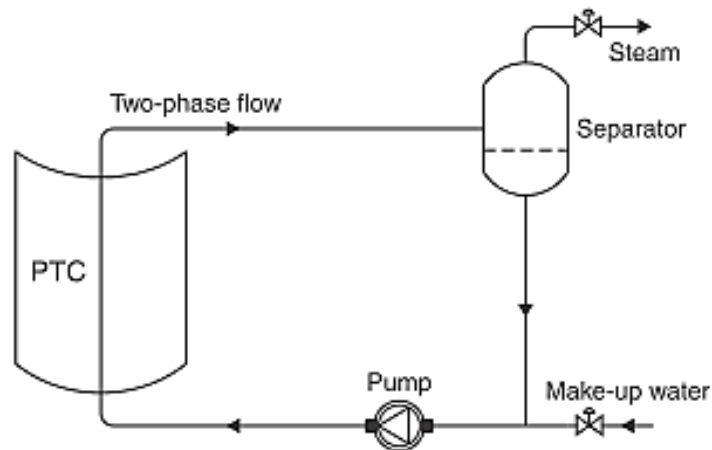 Steam
Two-phase flow
Separator
PTC
Pump
Make-up water